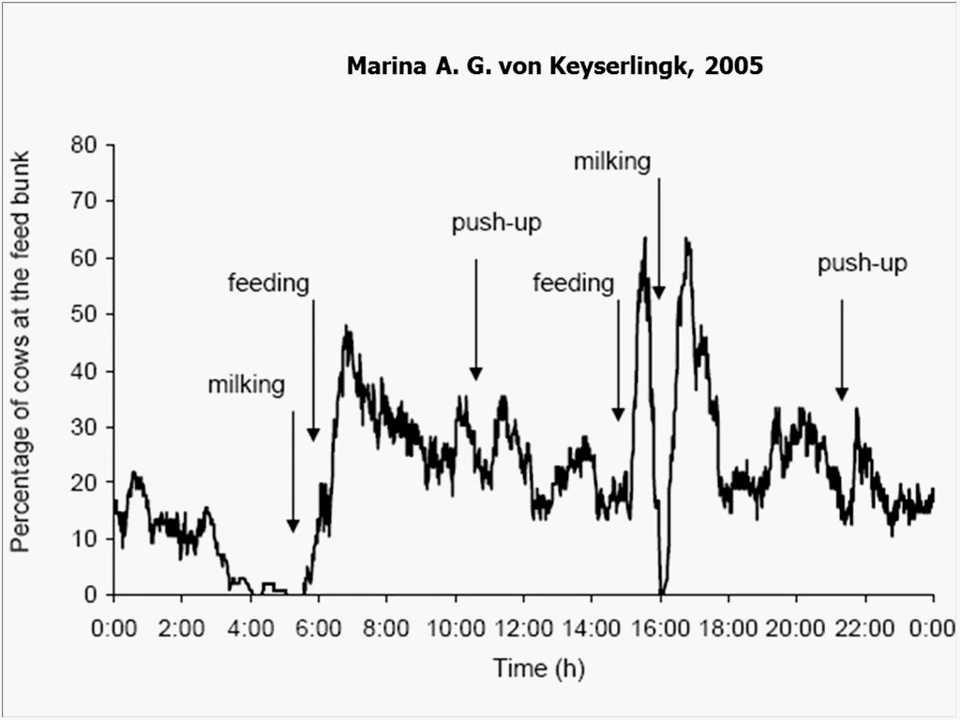 Marina A. G. von Keyserlingk, 2005
Percentage of cows at the feed bunk
80
70
60
50
40
30
20
10
0
milking
feeding
push-up
feeding
milking
push-up
0:00 2:00 4:00 6:00 8:00 10:00 12:00 14:00 16:00 18:00 20:00 22:00 0:00
Time (h)